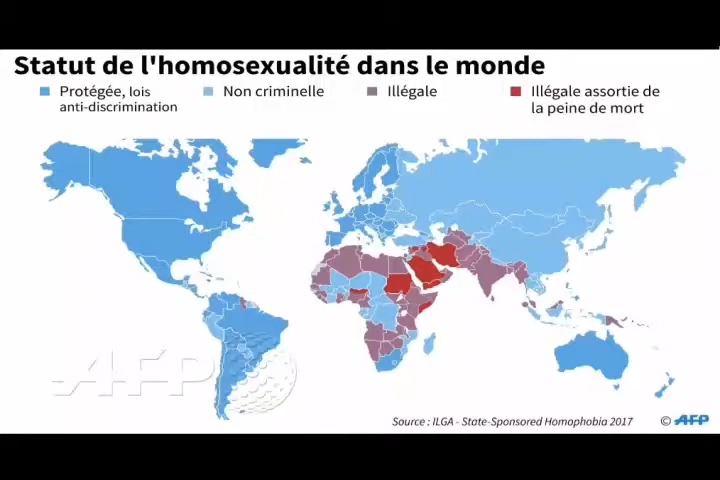 Statut de l'homosexualité dans le monde
Protégée, lois
anti-discrimination
Non criminelle
Illégale
Illégale assortie de
la peine de mort
AFP
Source : ILGA - State-Sponsored Homophobia 2017
© AFP